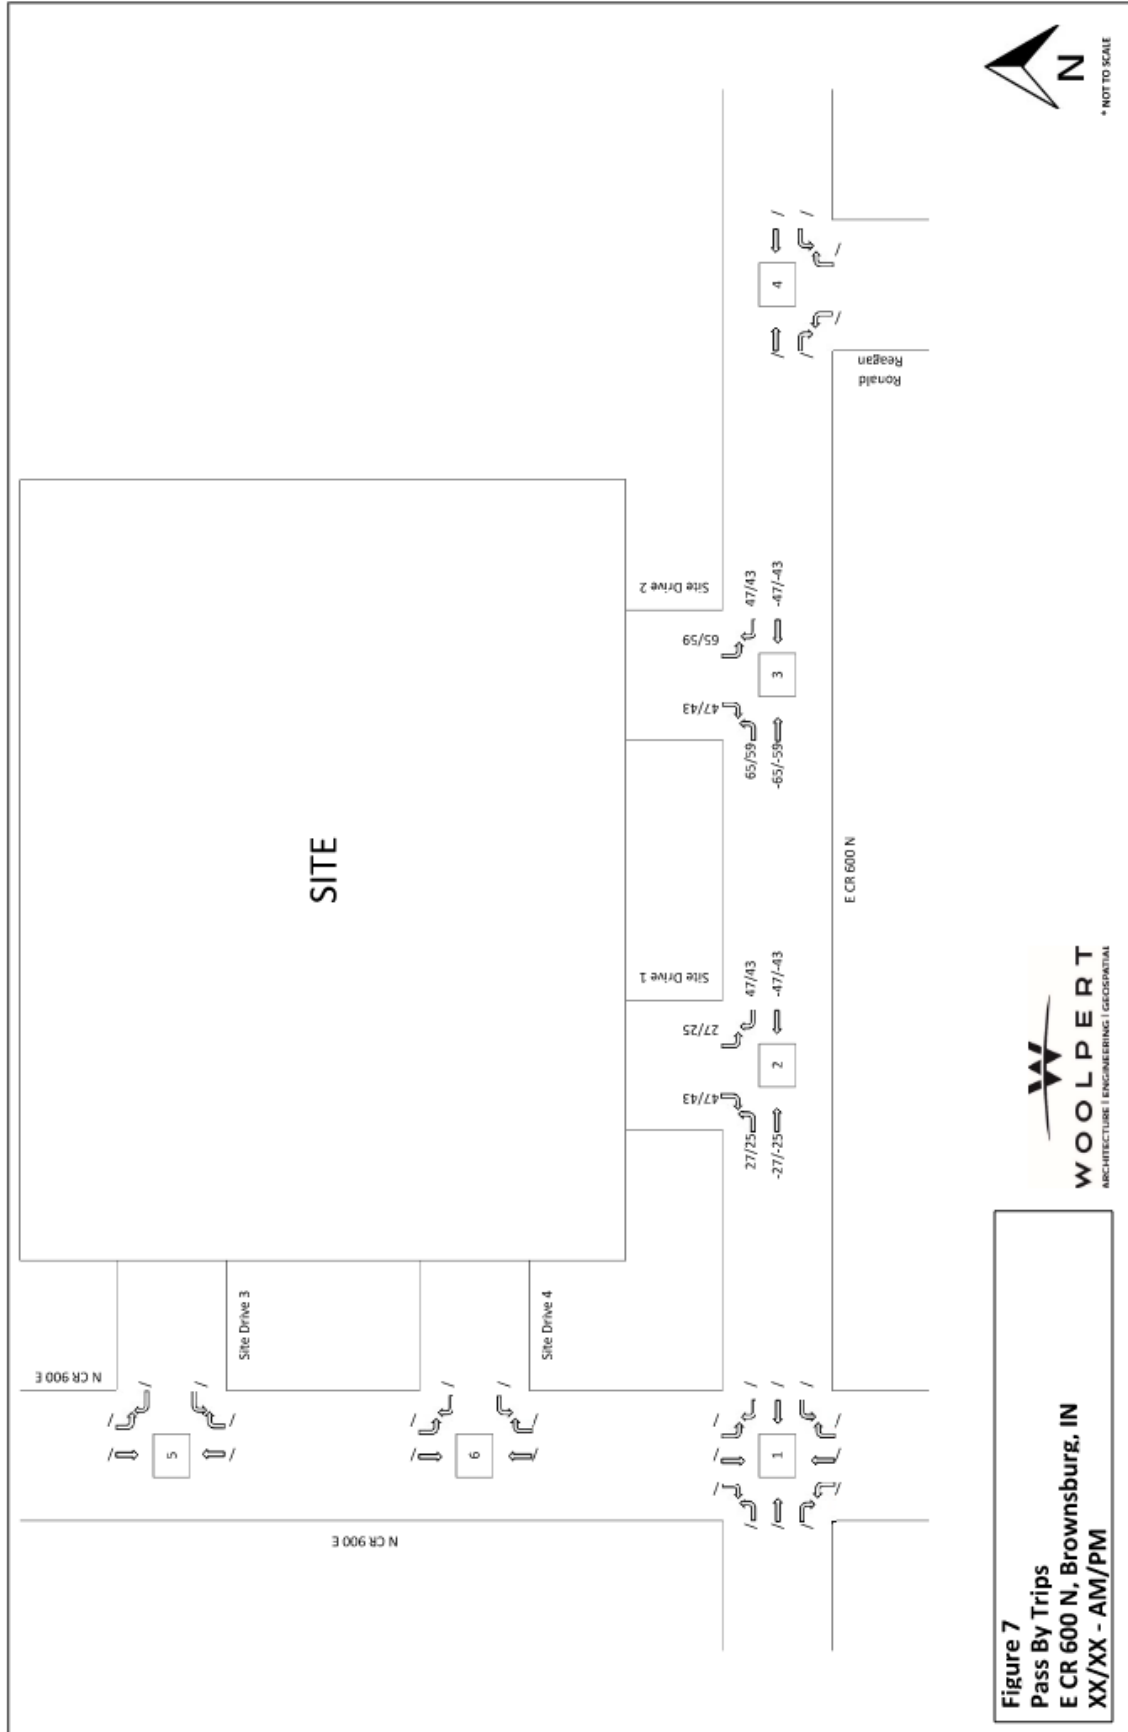 N
* NOT TO SCALE
SITE
N CR 900 E
N CR 900 E
Site Drive 3
Site Drive 4
Site Drive 1
Site Drive 2
/
/
/
/
/
/
5
/
/
/
/
/
/
6
/
/
/
/
/
/
/
/
/
/
/
/
1
47/43
27/25
27/25
-27/-25
47/43
-47/-43
2
47/43
65/59
65/59
-65/-59
47/43
-47/-43
3
/
/
/
/
/
/
4
Ronald
Reagan
E CR 600 N
WOOLPERT
ARCHITECTURE | ENGINEERING | GEOSPATIAL
Figure 7
Pass By Trips
E CR 600 N, Brownsburg, IN
XX/XX - AM/PM